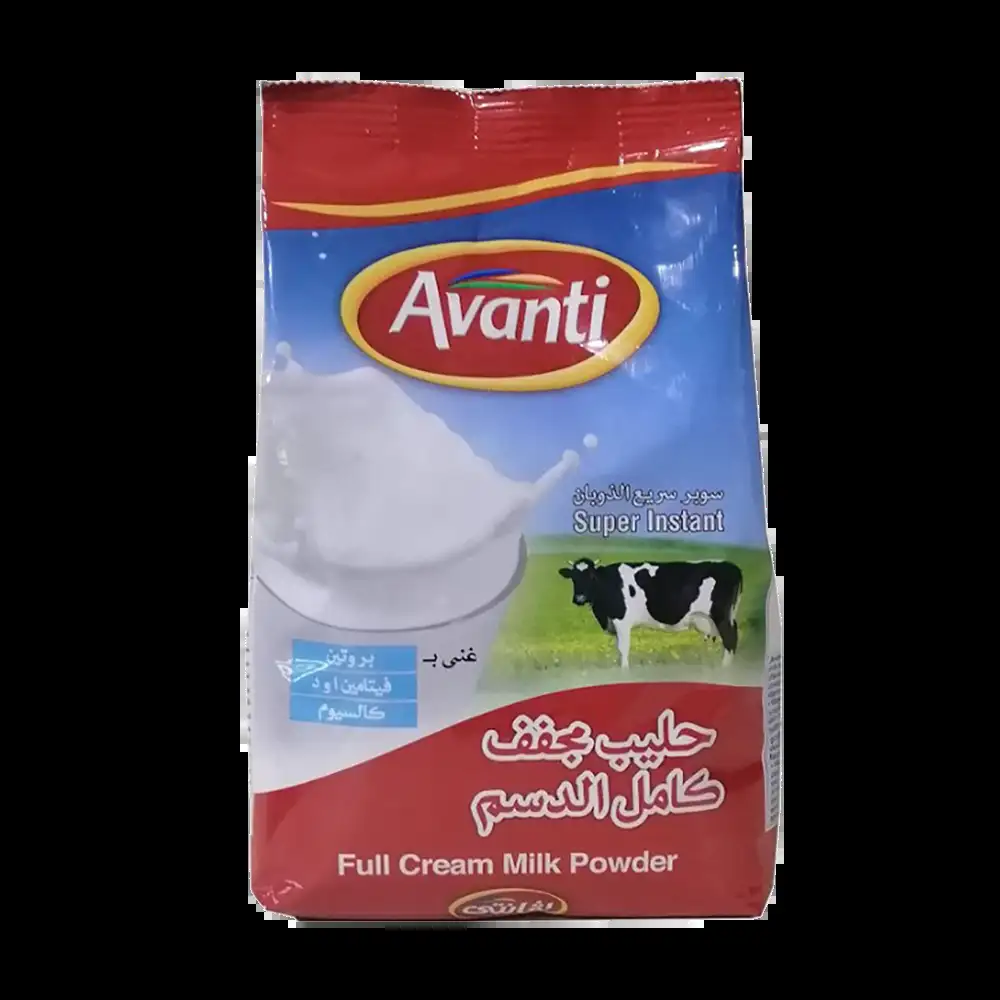 Avanti
سوبر سريع الذوبان
Super Instant
غني بـ
بروتين
فيتامين ا و د
كالسيوم
حليب مجفف
كامل الدسم
Full Cream Milk Powder